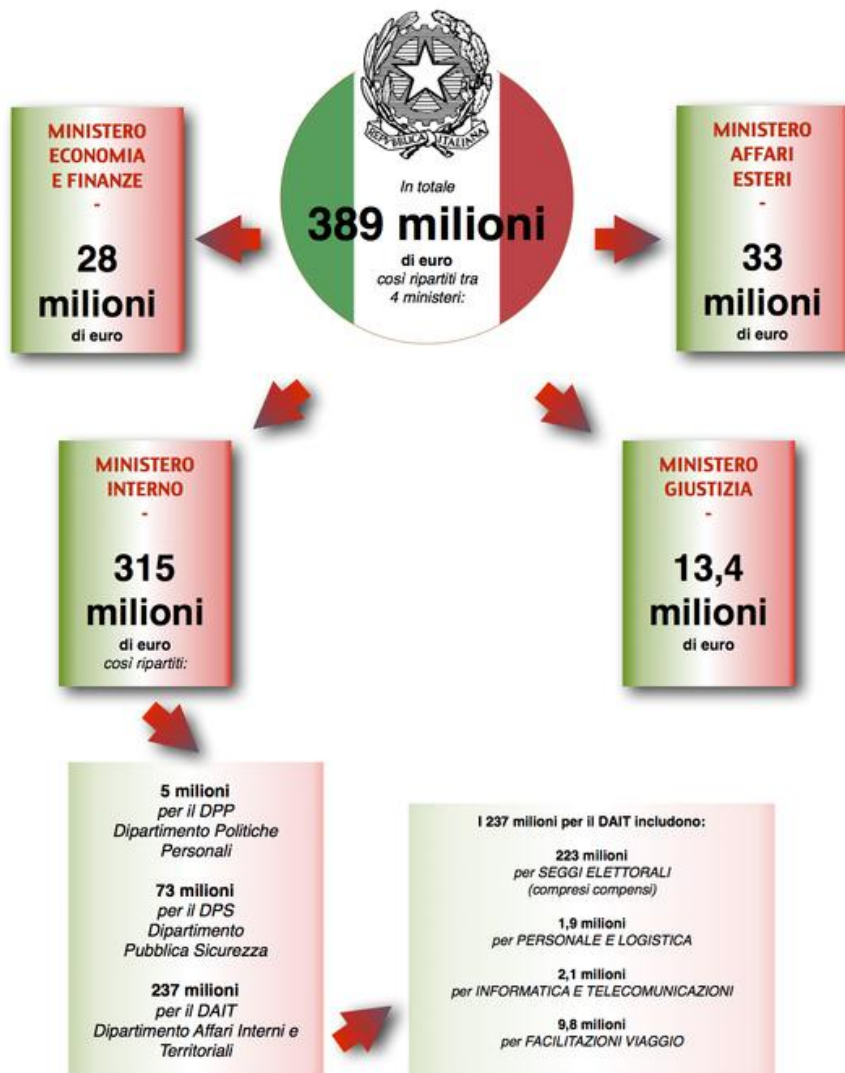 REPVBBLICA ITALIANA
In totale
389 milioni
di euro
così ripartiti tra
4 ministeri:
MINISTERO
ECONOMIA
E FINANZE
-
28
milioni
di euro
MINISTERO
AFFARI
ESTERI
-
33
milioni
di euro
MINISTERO
INTERNO
-
315
milioni
di euro
così ripartiti:
MINISTERO
GIUSTIZIA
-
13,4
milioni
di euro
5 milioni
per il DPP
Dipartimento Politiche
Personali
73 milioni
per il DPS
Dipartimento
Pubblica Sicurezza
237 milioni
per il DAIT
Dipartimento Affari Interni e
Territoriali
I 237 milioni per il DAIT includono:
223 milioni
per SEGGI ELETTORALI
(compresi compensi)
1,9 milioni
per PERSONALE E LOGISTICA
2,1 milioni
per INFORMATICA E TELECOMUNICAZIONI
9,8 milioni
per FACILITAZIONI VIAGGIO